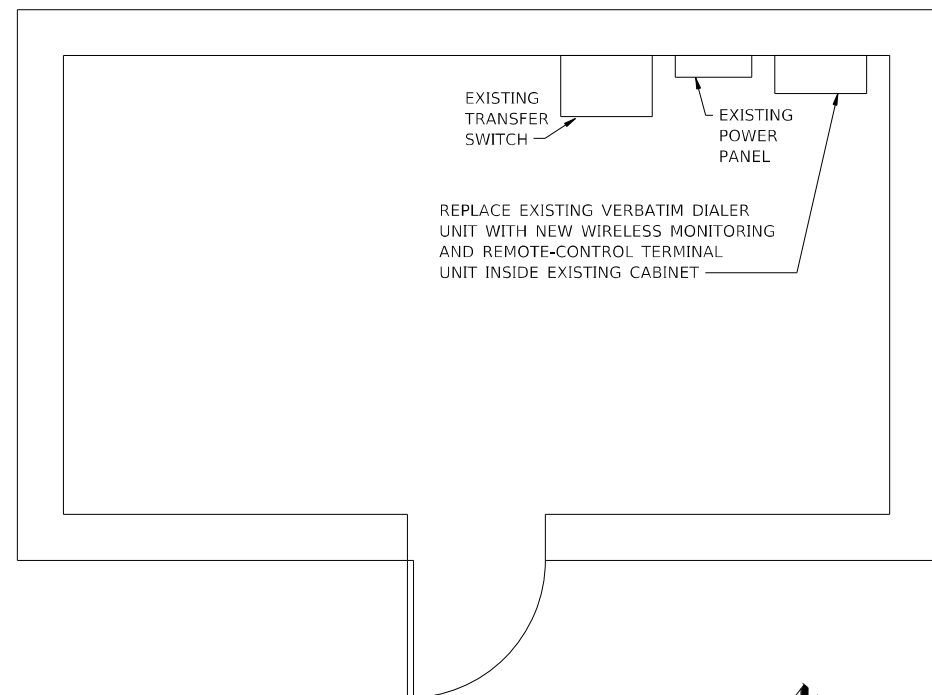 EXISTING
TRANSFER
SWITCH
EXISTING
POWER
PANEL
REPLACE EXISTING VERBATIM DIALER
UNIT WITH NEW WIRELESS MONITORING
AND REMOTE-CONTROL TERMINAL
UNIT INSIDE EXISTING CABINET